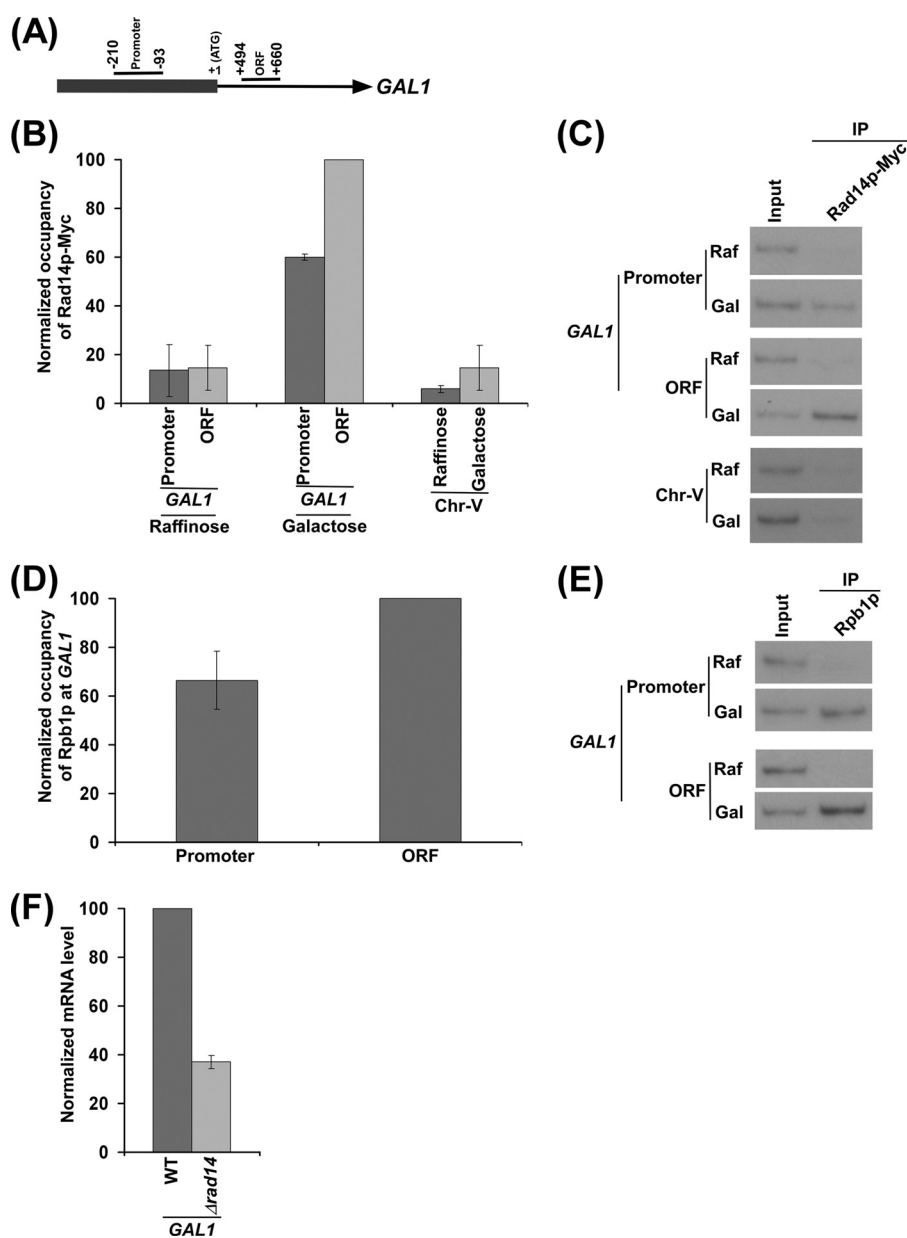 (A)
-210
Promoter
-93
+1 (ATG)
+494
ORF
+660
GAL1
(B)
Normalized occupancy
of Rad14p-Myc
100
80
60
40
20
0
Promoter
ORF
GAL1
Raffinose
Promoter
ORF
GAL1
Galactose
Raffinose
Galactose
Chr-V
(C)
IP
Input
Rad14p-Myc
GAL1
Promoter
Raf
Gal
ORF
Raf
Gal
Chr-V
Raf
Gal
(D)
Normalized occupancy
of Rpb1p at GAL1
100
80
60
40
20
0
Promoter
ORF
(E)
IP
Input
Rpb1p
GAL1
Promoter
Raf
Gal
ORF
Raf
Gal
(F)
Normalized mRNA level
100
80
60
40
20
0
WT
Δrad14
GAL1